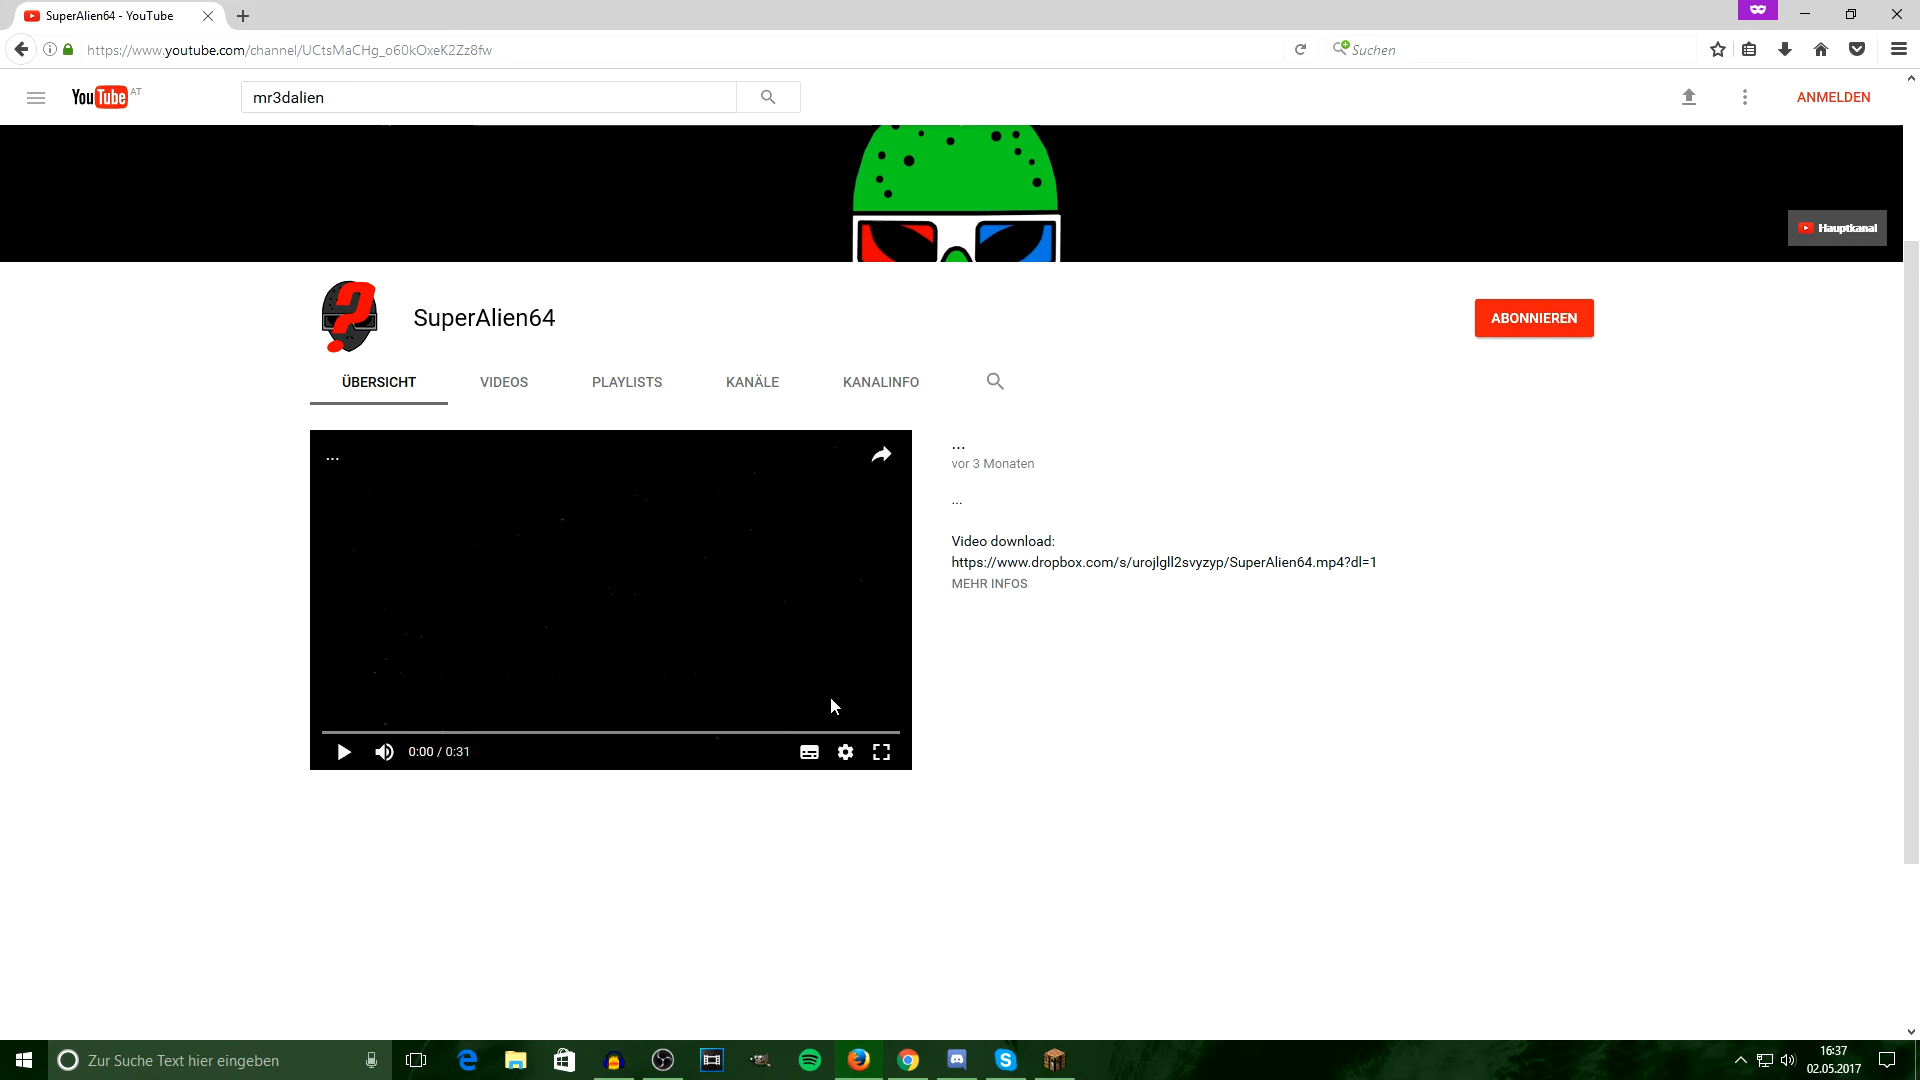 SuperAlien64 - YouTube
https://www.youtube.com/channel/UCtsMaCHg_o60kOxeK2Zz8fw
Suchen
YouTube AT
mr3dalien
ANMELDEN
Hauptkanal
SuperAlien64
ABONNIEREN
ÜBERSICHT
VIDEOS
PLAYLISTS
KANÄLE
KANALINFO
...
0:00 / 0:31
...
vor 3 Monaten
...
Video download:
https://www.dropbox.com/s/urojlgll2svyzyp/SuperAlien64.mp4?dl=1
MEHR INFOS
Zur Suche Text hier eingeben
16:37
02.05.2017